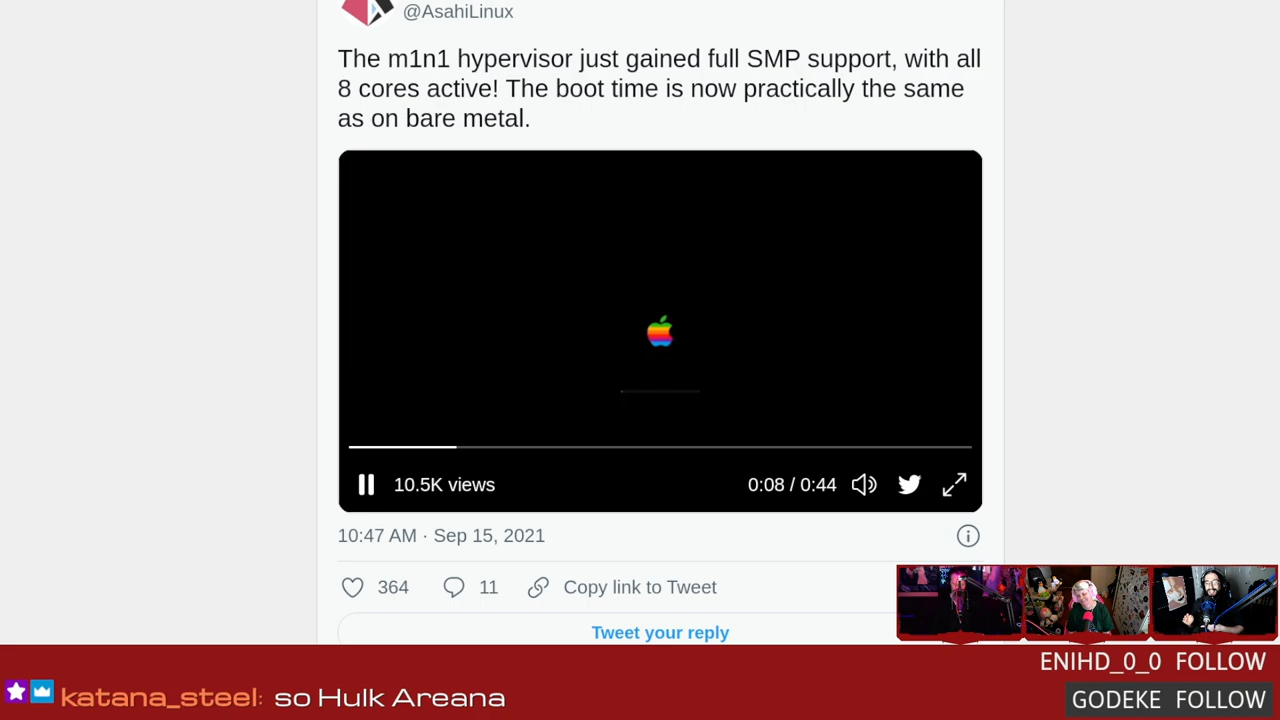 @AsahiLinux
The m1n1 hypervisor just gained full SMP support, with all
8 cores active! The boot time is now practically the same
as on bare metal.
10.5K views
0:08 / 0:44
10:47 AM · Sep 15, 2021
364
11
Copy link to Tweet
Tweet your reply
ENIHD_0_0 FOLLOW
katana_steel: so Hulk Areana
GODEKE FOLLOW